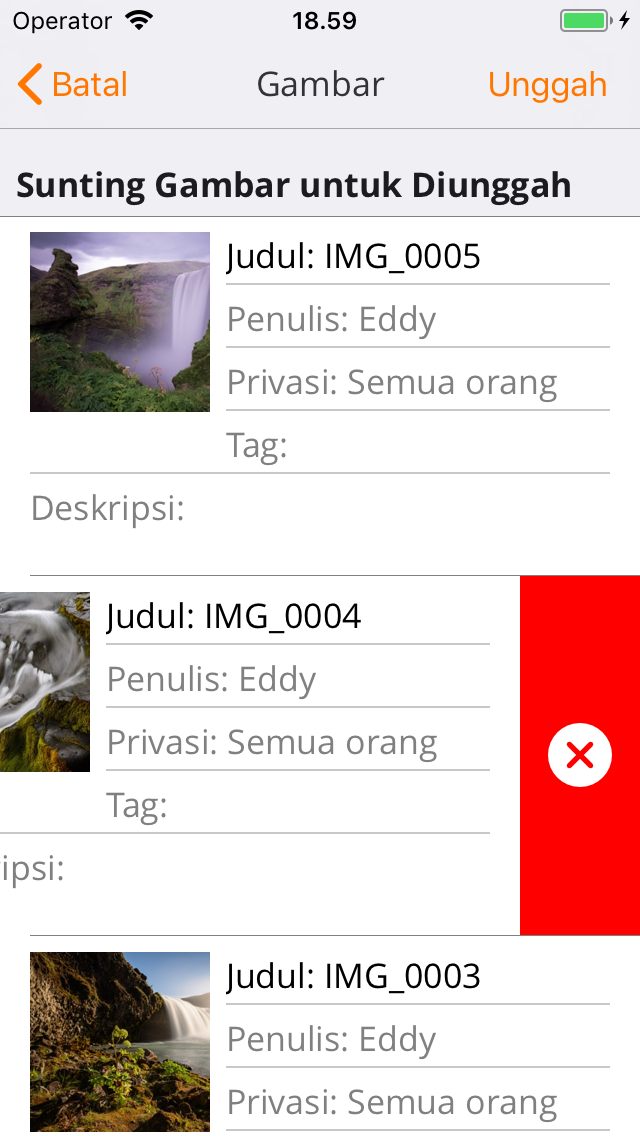 Operator 18.59
Batal Gambar Unggah
Sunting Gambar untuk Diunggah
Judul: IMG_0005
Penulis: Eddy
Privasi: Semua orang
Tag:
Deskripsi:
Judul: IMG_0004
Penulis: Eddy
Privasi: Semua orang
Tag:
ripsi:
Judul: IMG_0003
Penulis: Eddy
Privasi: Semua orang